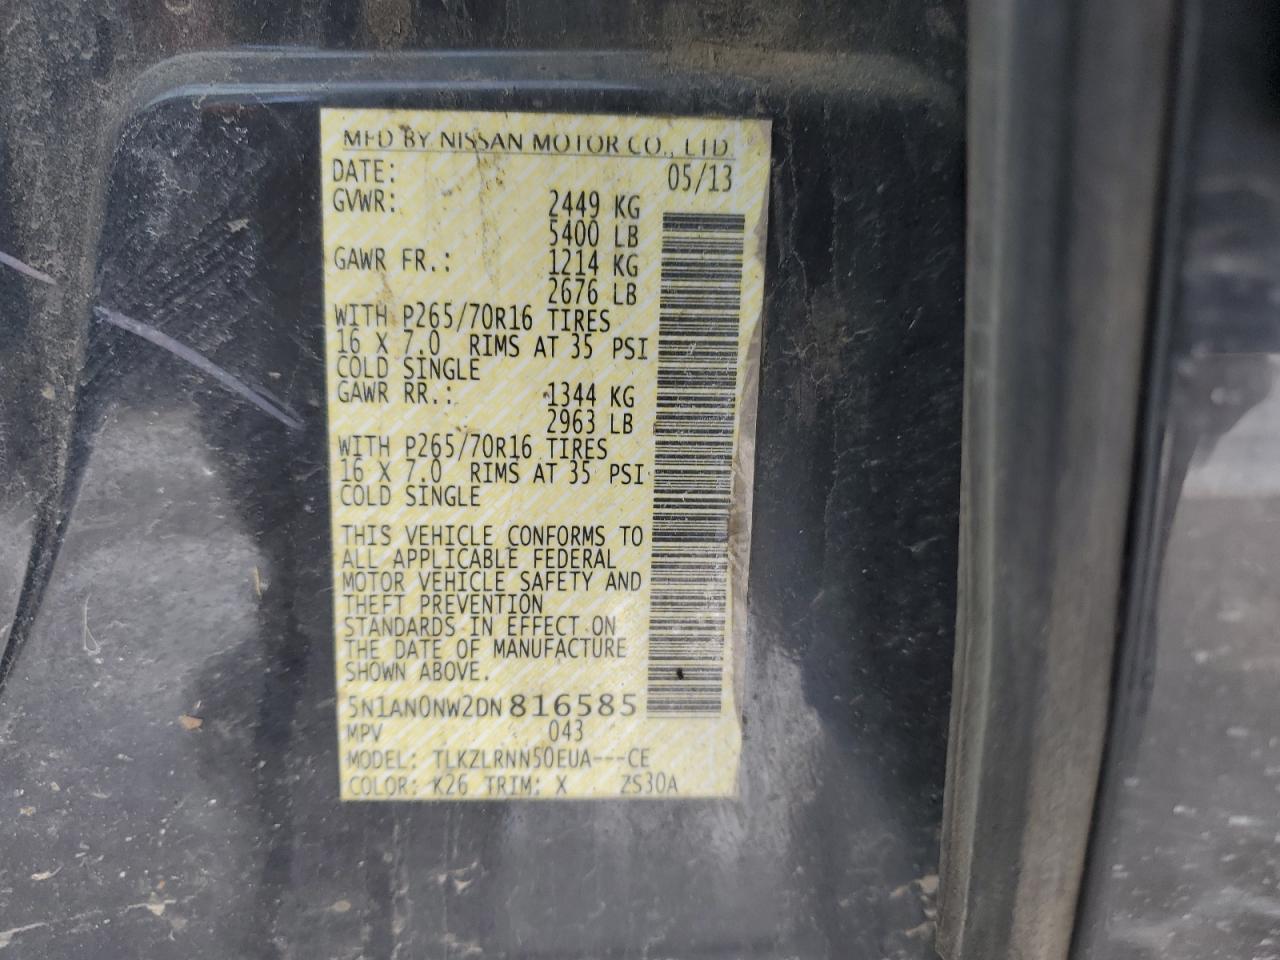 MFD BY NISSAN MOTOR CO., LTD
DATE: 05/13
GVWR: 2449 KG
5400 LB
GAWR FR.: 1214 KG
2676 LB
WITH P265/70R16 TIRES
16 X 7.0 RIMS AT 35 PSI
COLD SINGLE
GAWR RR.: 1344 KG
2963 LB
WITH P265/70R16 TIRES
16 X 7.0 RIMS AT 35 PSI
COLD SINGLE
THIS VEHICLE CONFORMS TO
ALL APPLICABLE FEDERAL
MOTOR VEHICLE SAFETY AND
THEFT PREVENTION
STANDARDS IN EFFECT ON
THE DATE OF MANUFACTURE
SHOWN ABOVE.
5N1AN0NW2DN816585
MPV 043
MODEL: TLKZLRNN50EUA---CE
COLOR: K26 TRIM: X ZS30A